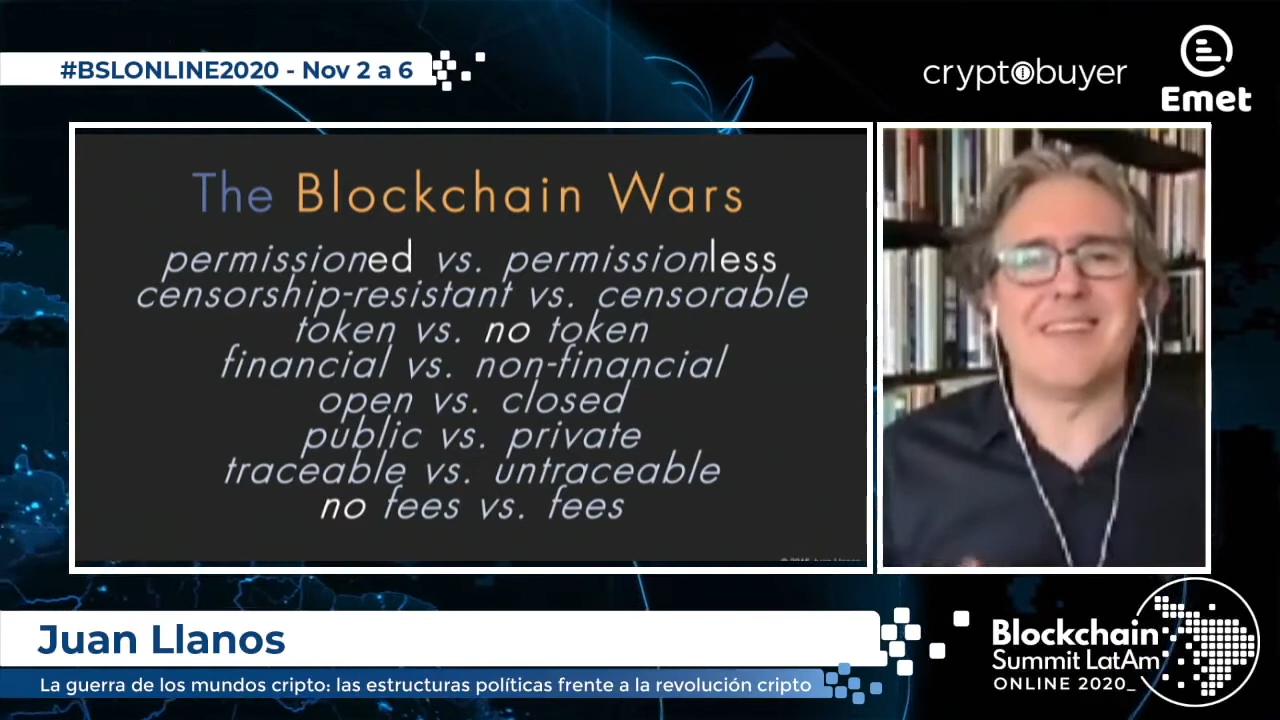 #BSLONLINE2020 - Nov 2 a 6
cryptobuyer
Emet
The Blockchain Wars
permissioned vs. permissionless
censorship-resistant vs. censorable
token vs. no token
financial vs. non-financial
open vs. closed
public vs. private
traceable vs. untraceable
no fees vs. fees
Juan Llanos
La guerra de los mundos cripto: las estructuras políticas frente a la revolución cripto
Blockchain
Summit LatAm
ONLINE 2020_